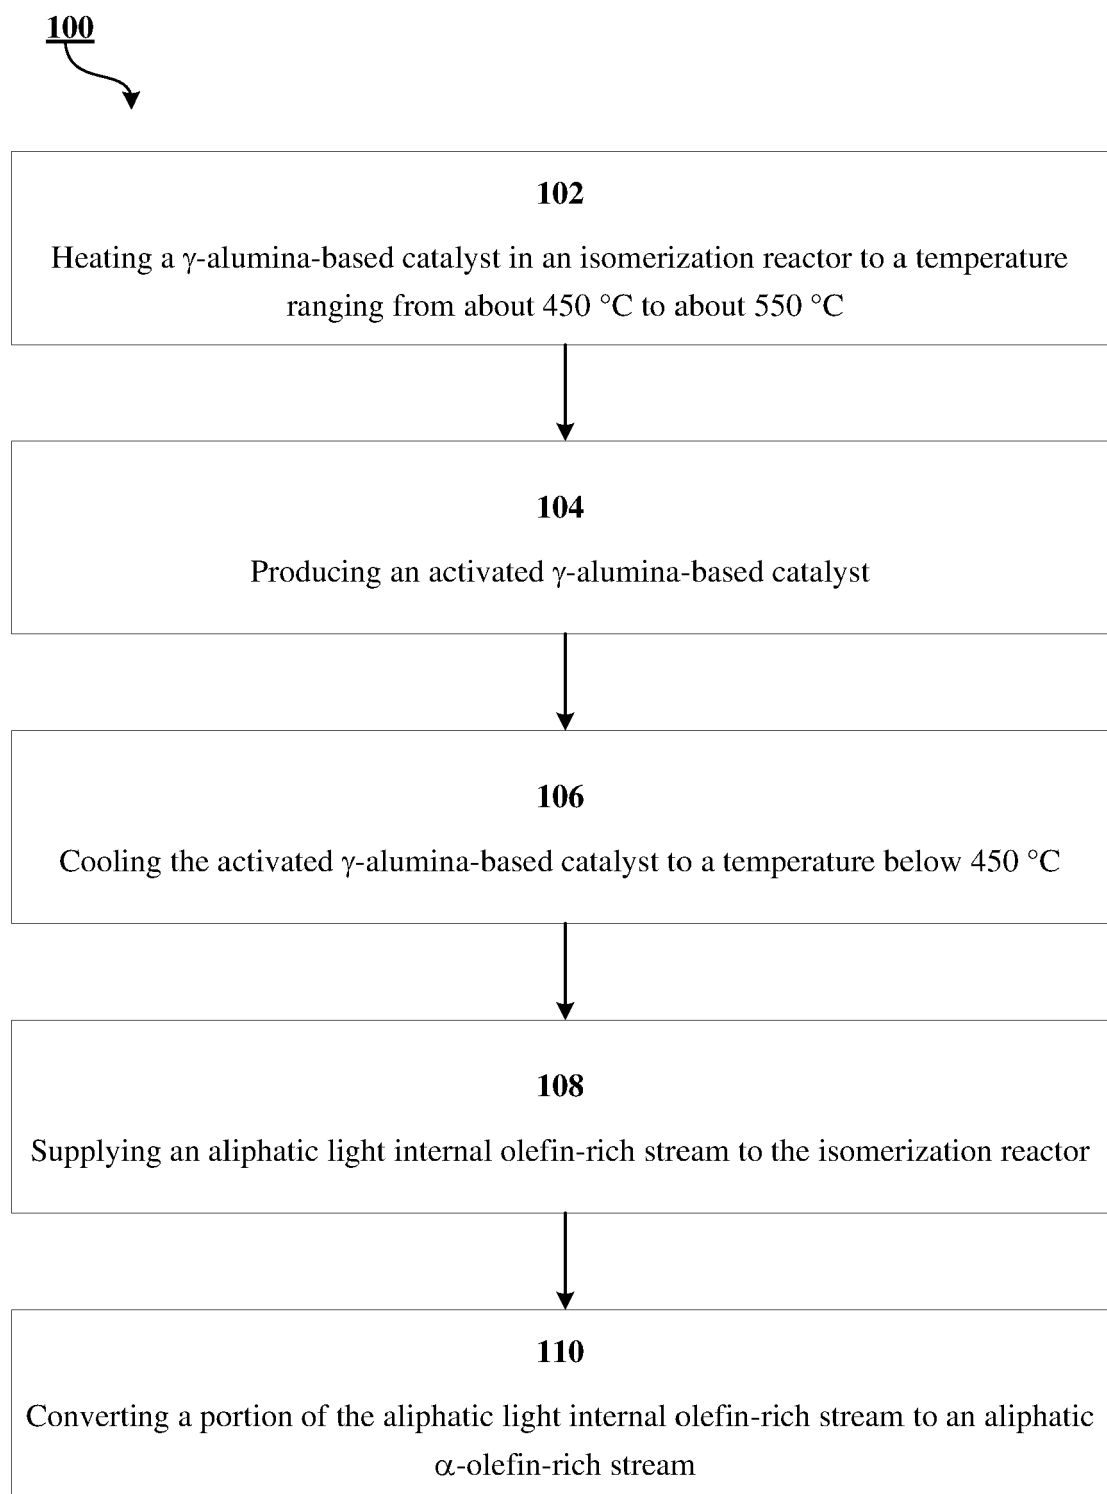 100
102
Heating a γ-alumina-based catalyst in an isomerization reactor to a temperature
ranging from about 450 °C to about 550 °C
104
Producing an activated γ-alumina-based catalyst
106
Cooling the activated γ-alumina-based catalyst to a temperature below 450 °C
108
Supplying an aliphatic light internal olefin-rich stream to the isomerization reactor
110
Converting a portion of the aliphatic light internal olefin-rich stream to an aliphatic
α-olefin-rich stream